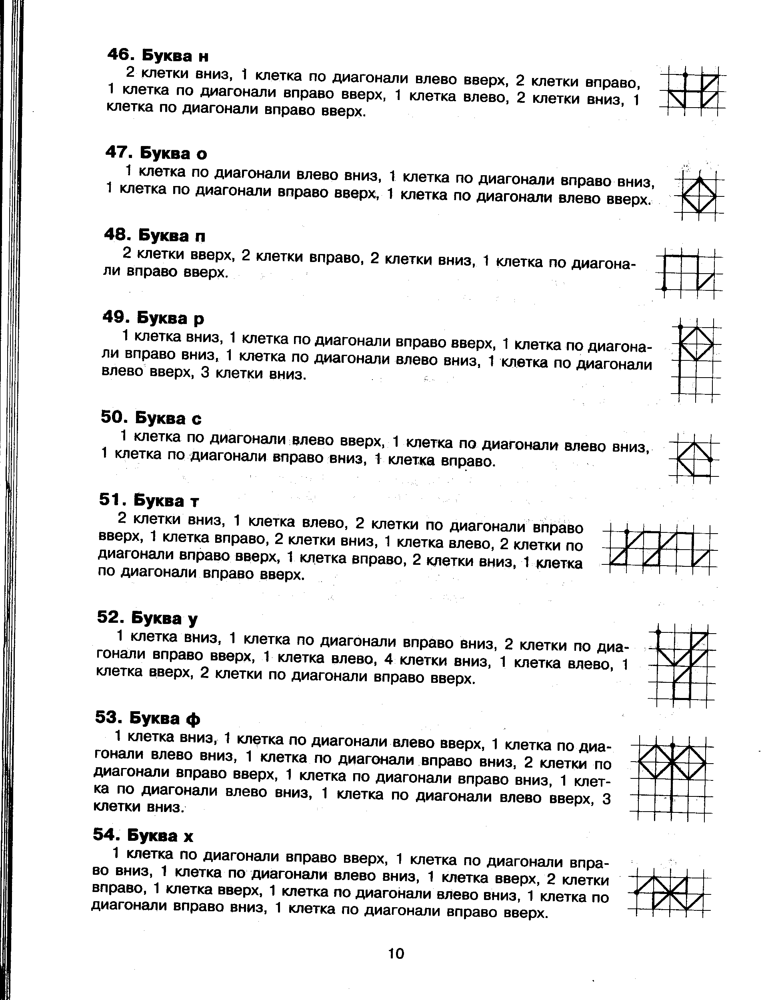 46. Буква н
2 клетки вниз, 1 клетка по диагонали влево вверх, 2 клетки вправо,
1 клетка по диагонали вправо вверх, 1 клетка влево, 2 клетки вниз, 1
клетка по диагонали вправо вверх.
47. Буква о
1 клетка по диагонали влево вниз, 1 клетка по диагонали вправо вниз,
1 клетка по диагонали вправо вверх, 1 клетка по диагонали влево вверх.
48. Буква п
2 клетки вверх, 2 клетки вправо, 2 клетки вниз, 1 клетка по диагона-
ли вправо вверх.
49. Буква р
1 клетка вниз, 1 клетка по диагонали вправо вверх, 1 клетка по диагона-
ли вправо вниз, 1 клетка по диагонали влево вниз, 1 клетка по диагонали
влево вверх, 3 клетки вниз.
50. Буква с
1 клетка по диагонали влево вверх, 1 клетка по диагонали влево вниз,
1 клетка по диагонали вправо вниз, 1 клетка вправо.
51. Буква т
2 клетки вниз, 1 клетка влево, 2 клетки по диагонали вправо
вверх, 1 клетка вправо, 2 клетки вниз, 1 клетка влево, 2 клетки по
диагонали вправо вверх, 1 клетка вправо, 2 клетки вниз, 1 клетка
по диагонали вправо вверх.
52. Буква у
1 клетка вниз, 1 клетка по диагонали вправо вниз, 2 клетки по диа-
гонали вправо вверх, 1 клетка влево, 4 клетки вниз, 1 клетка влево, 1
клетка вверх, 2 клетки по диагонали вправо вверх.
53. Буква ф
1 клетка вниз, 1 клетка по диагонали влево вверх, 1 клетка по диа-
гонали влево вниз, 1 клетка по диагонали вправо вниз, 2 клетки по
диагонали вправо вверх, 1 клетка по диагонали вправо вниз, 1 клет-
ка по диагонали влево вниз, 1 клетка по диагонали влево вверх, 3
клетки вниз.
54. Буква х
1 клетка по диагонали вправо вверх, 1 клетка по диагонали впра-
во вниз, 1 клетка по диагонали влево вниз, 1 клетка вверх, 2 клетки
вправо, 1 клетка вверх, 1 клетка по диагонали влево вниз, 1 клетка по
диагонали вправо вниз, 1 клетка по диагонали вправо вверх.
10